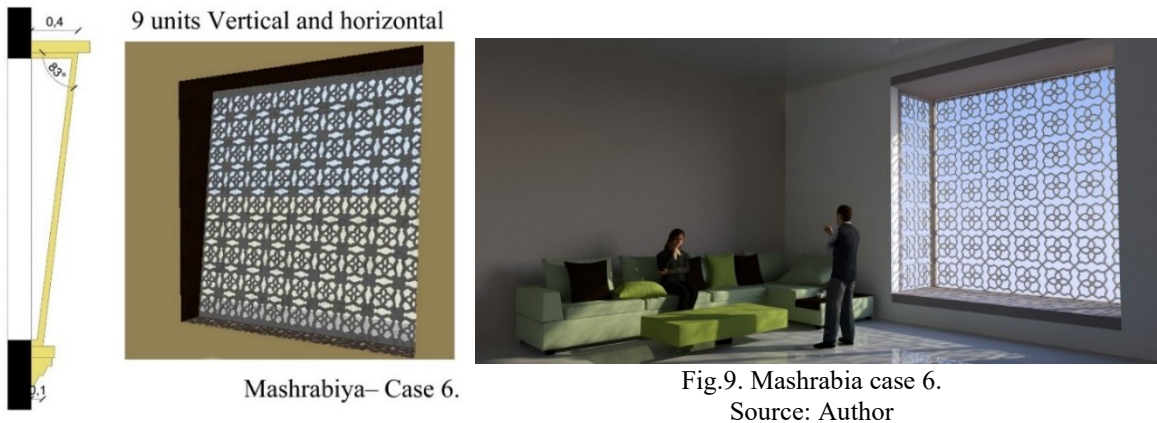 0,4
9 units Vertical and horizontal
83°
0,1
Mashrabiya– Case 6.
Fig.9. Mashrabia case 6.
Source: Author